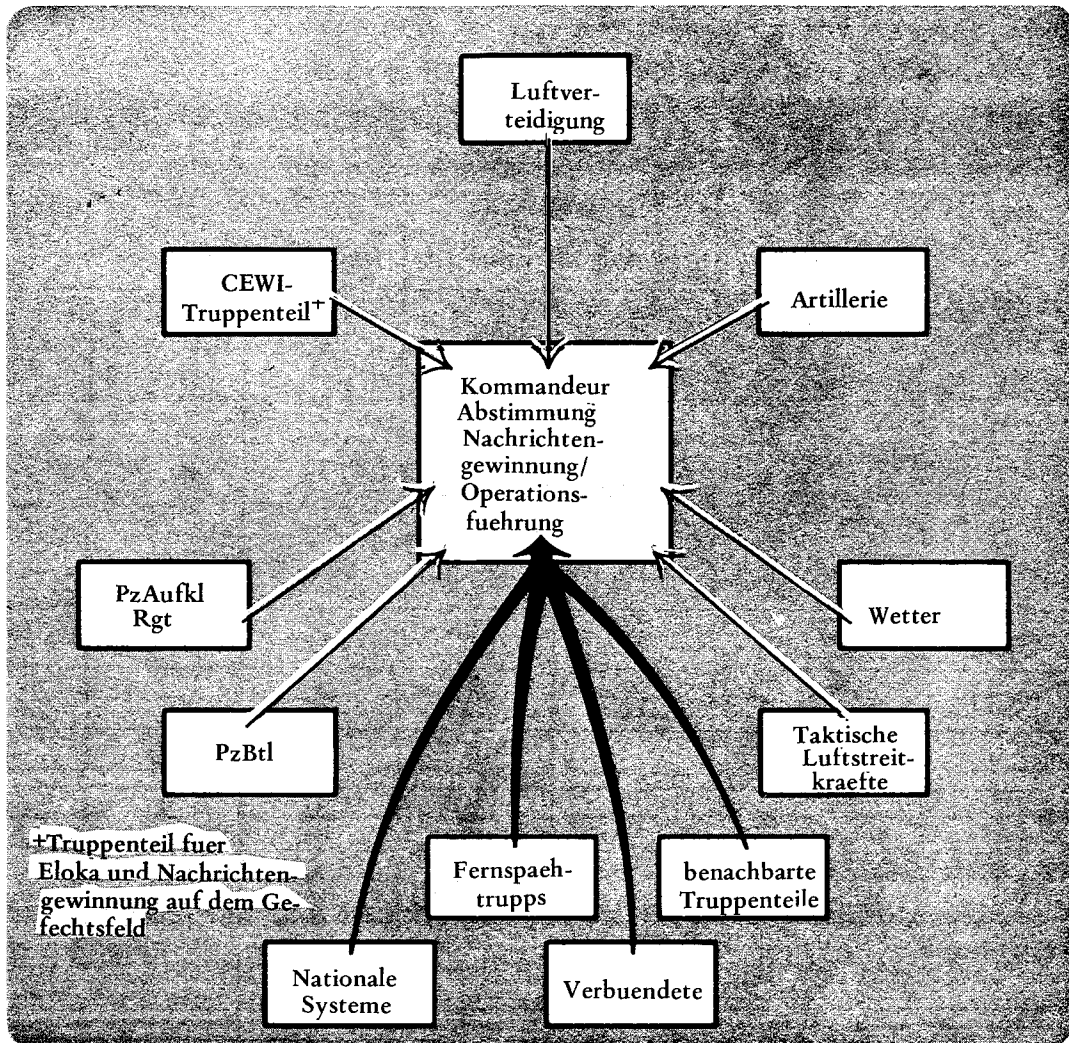 Luftver-
teidigung
CEWI-
Truppenteil+
Artillerie
Kommandeur
Abstimmung
Nachrichten-
gewinnung/
Operations-
fuehrung
PzAufkl
Rgt
Wetter
PzBtl
Taktische
Luftstreit-
kraefte
+Truppenteil fuer
Eloka und Nachrichten-
gewinnung auf dem Ge-
fechtsfeld
Fernspaeh-
trupps
benachbarte
Truppenteile
Nationale
Systeme
Verbuendete